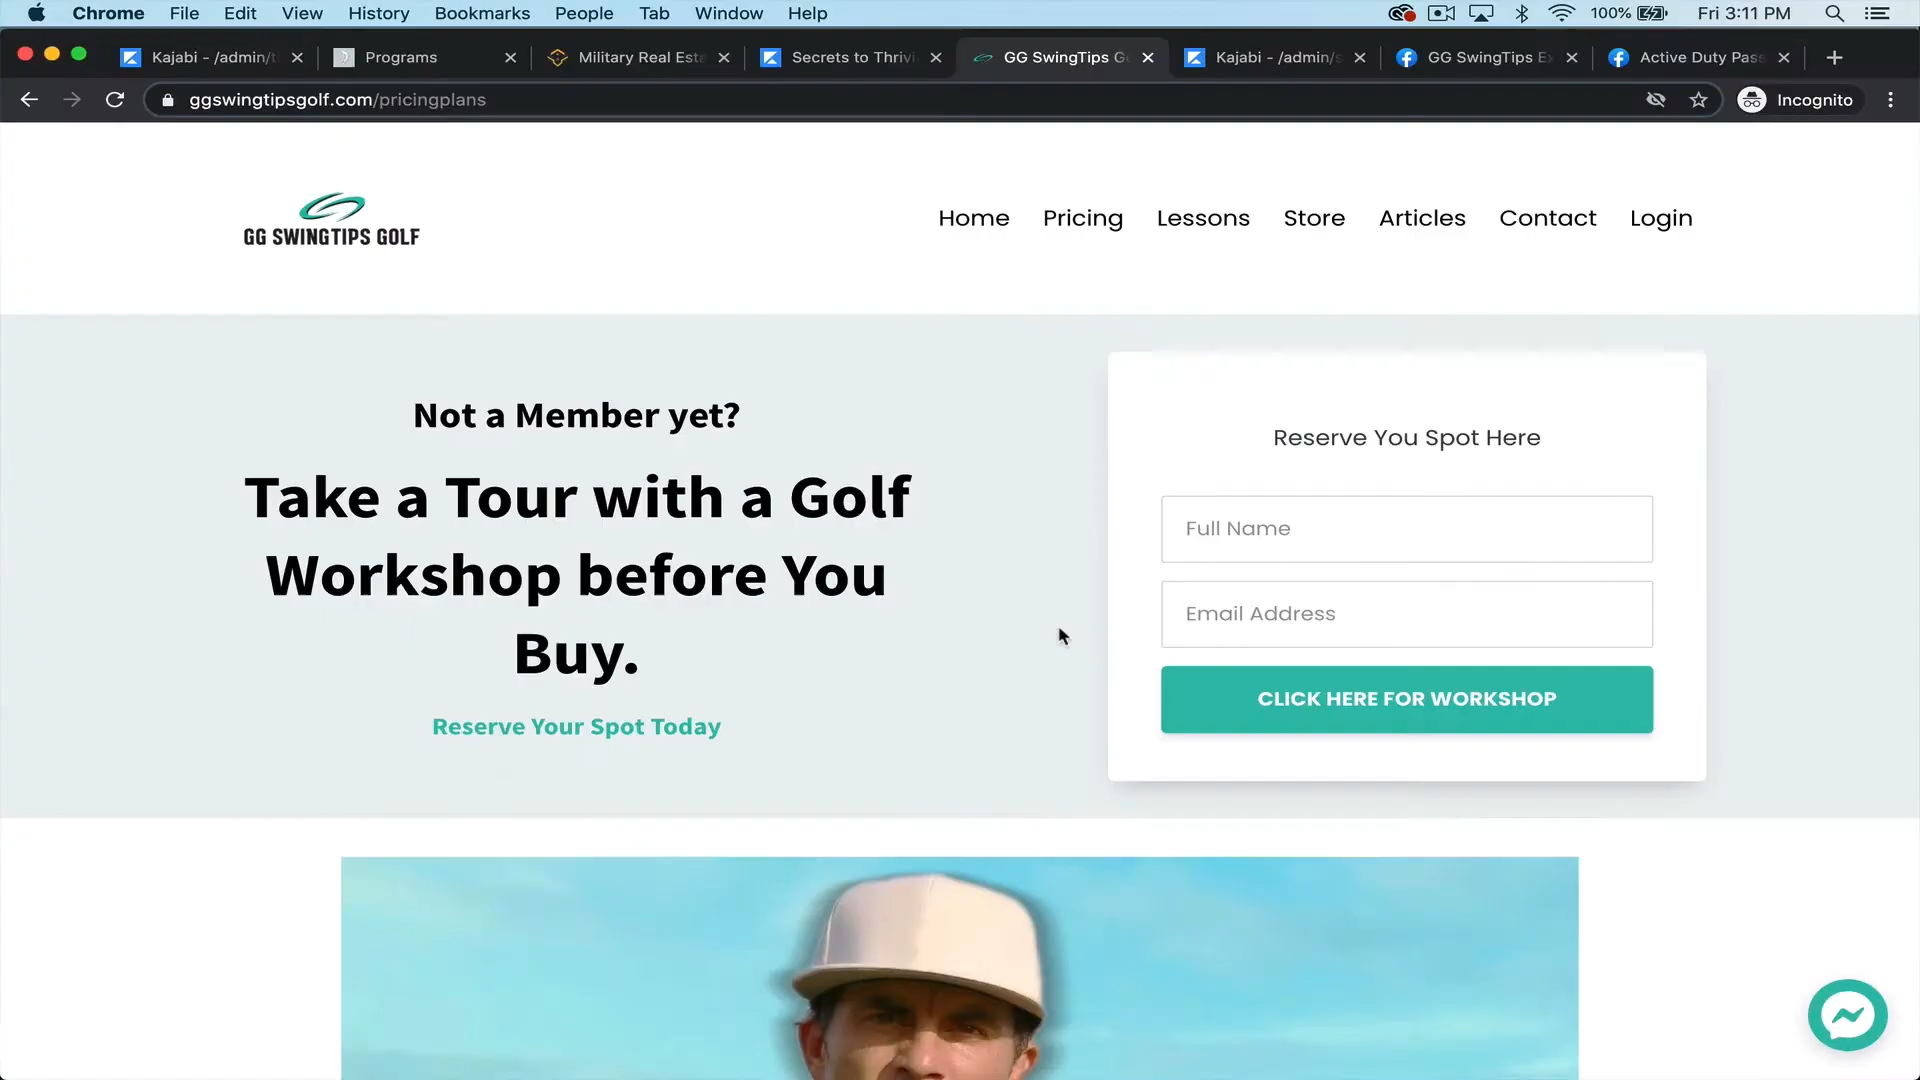 Chrome File Edit View History Bookmarks People Tab Window Help 100% Fri 3:11 PM
Kajabi - /admin/t Programs Military Real Esta Secrets to Thrivi GG SwingTips G Kajabi - /admin/s GG SwingTips E Active Duty Pass
ggswingtipsgolf.com/pricingplans Incognito
GG SWINGTIPS GOLF
Home Pricing Lessons Store Articles Contact Login
Not a Member yet?
Take a Tour with a Golf
Workshop before You
Buy.
Reserve Your Spot Today
Reserve You Spot Here
Full Name
Email Address
CLICK HERE FOR WORKSHOP